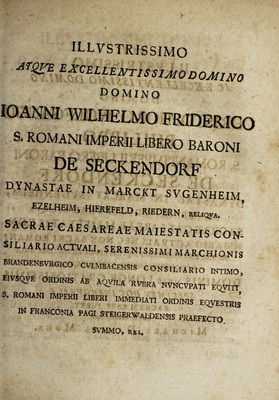 ILLVSTRISSIMO
ATQVE EXCELLENTISSIMO DOMINO
DOMINO
IOANNI WILHELMO FRIDERICO
S. ROMANI IMPERII LIBERO BARONI
DE SECKENDORF
DYNASTAE IN MARCKT SVGENHEIM,
EZELHEIM, HIEREFELD, RIEDERN, RELIQVA.
SACRAE CAESAREAE MAIESTATIS CON-
SILIARIO ACTVALI, SERENISSIMI MARCHIONIS
BRANDENBVRGICO CVLMBACENSIS CONSILIARIO INTIMO,
EIVSQVE ORDINIS AB AQVILA RVBRA NVNCVPATI EQVITI,
S. ROMANI IMPERII LIBERI IMMEDIATI ORDINIS EQVESTRIS
IN FRANCONIA PAGI STEIGERWALDENSIS PRAEFECTO
SVMMO, REL.